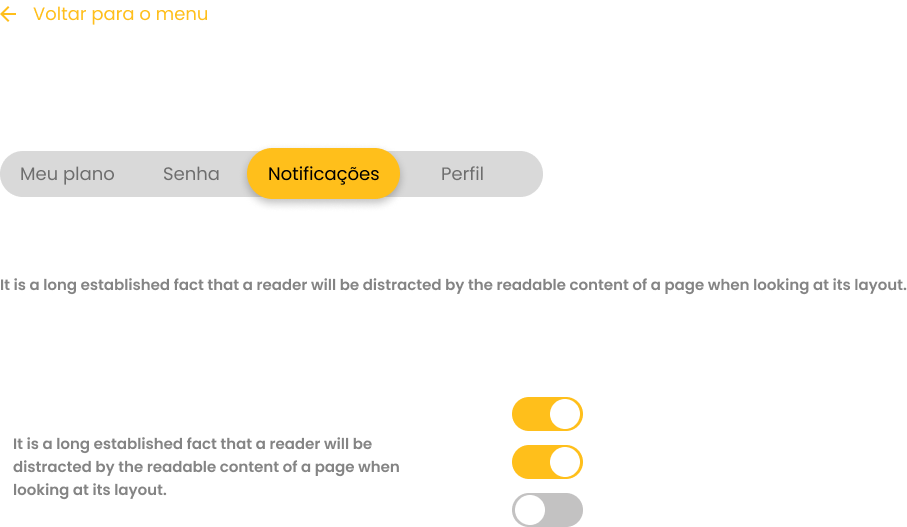 Voltar para o menu
Meu plano Senha Notificações Perfil
It is a long established fact that a reader will be distracted by the readable content of a page when looking at its layout.
It is a long established fact that a reader will be
distracted by the readable content of a page when
looking at its layout.